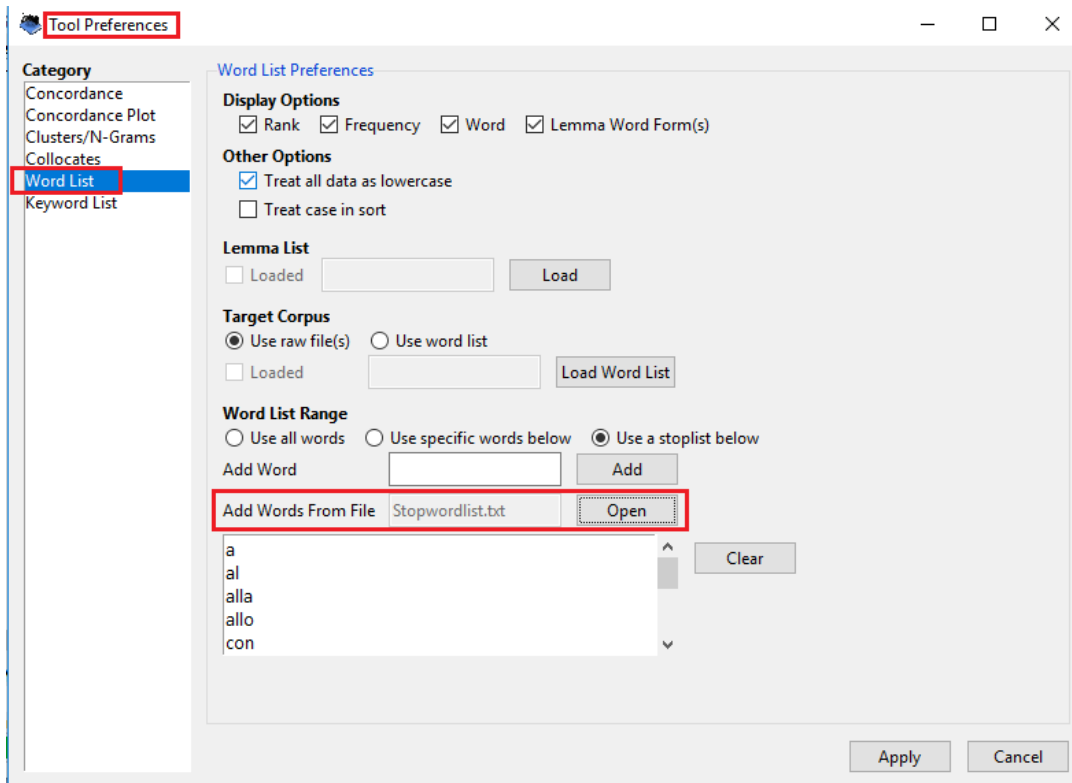 Tool Preferences
Category
Concordance
Concordance Plot
Clusters/N-Grams
Collocates
Word List
Keyword List
Word List Preferences
Display Options
Rank Frequency Word Lemma Word Form(s)
Other Options
Treat all data as lowercase
Treat case in sort
Lemma List
Loaded Load
Target Corpus
Use raw file(s) Use word list
Loaded Load Word List
Word List Range
Use all words Use specific words below Use a stoplist below
Add Word Add
Add Words From File Stopwordlist.txt Open
a
al
alla
allo
con
Clear
Apply Cancel